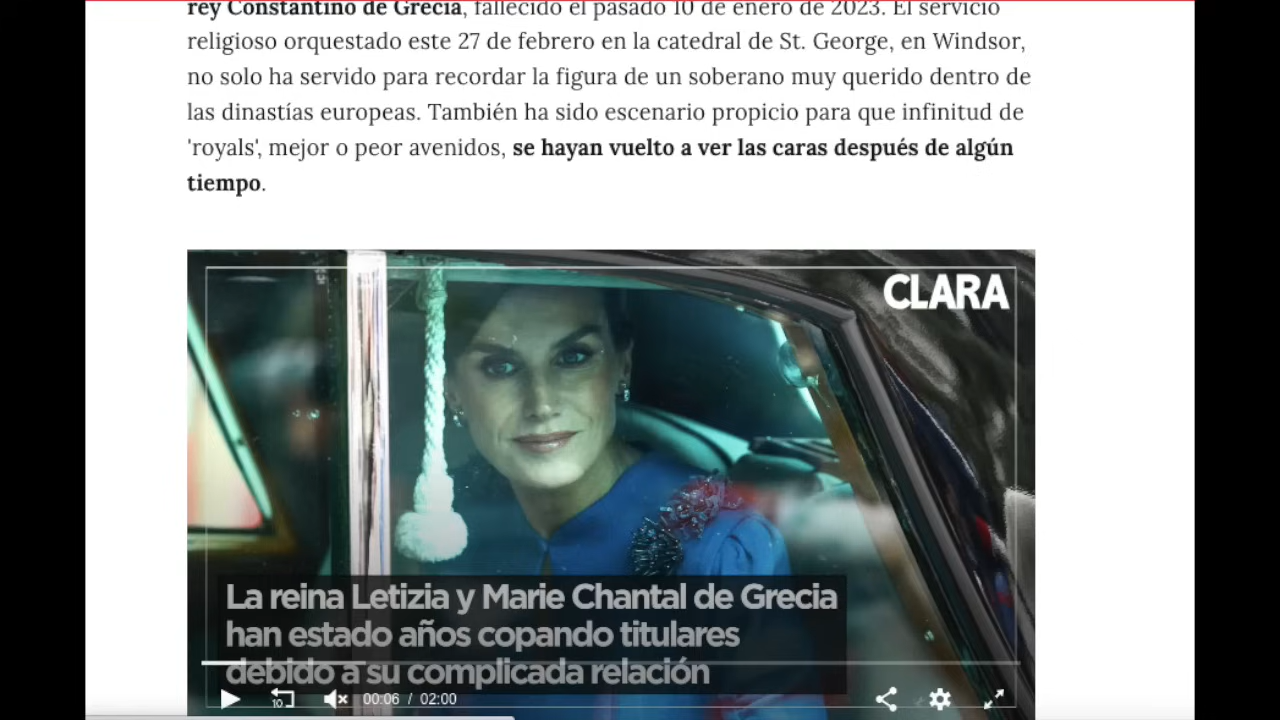 rey Constantino de Grecia, fallecido el pasado 10 de enero de 2023. El servicio
religioso orquestado este 27 de febrero en la catedral de St. George, en Windsor,
no solo ha servido para recordar la figura de un soberano muy querido dentro de
las dinastías europeas. También ha sido escenario propicio para que infinitud de
'royals', mejor o peor avenidos, se hayan vuelto a ver las caras después de algún
tiempo.
CLARA
La reina Letizia y Marie Chantal de Grecia
han estado años copando titulares
debido a su complicada relación
10
00:06 / 02:00